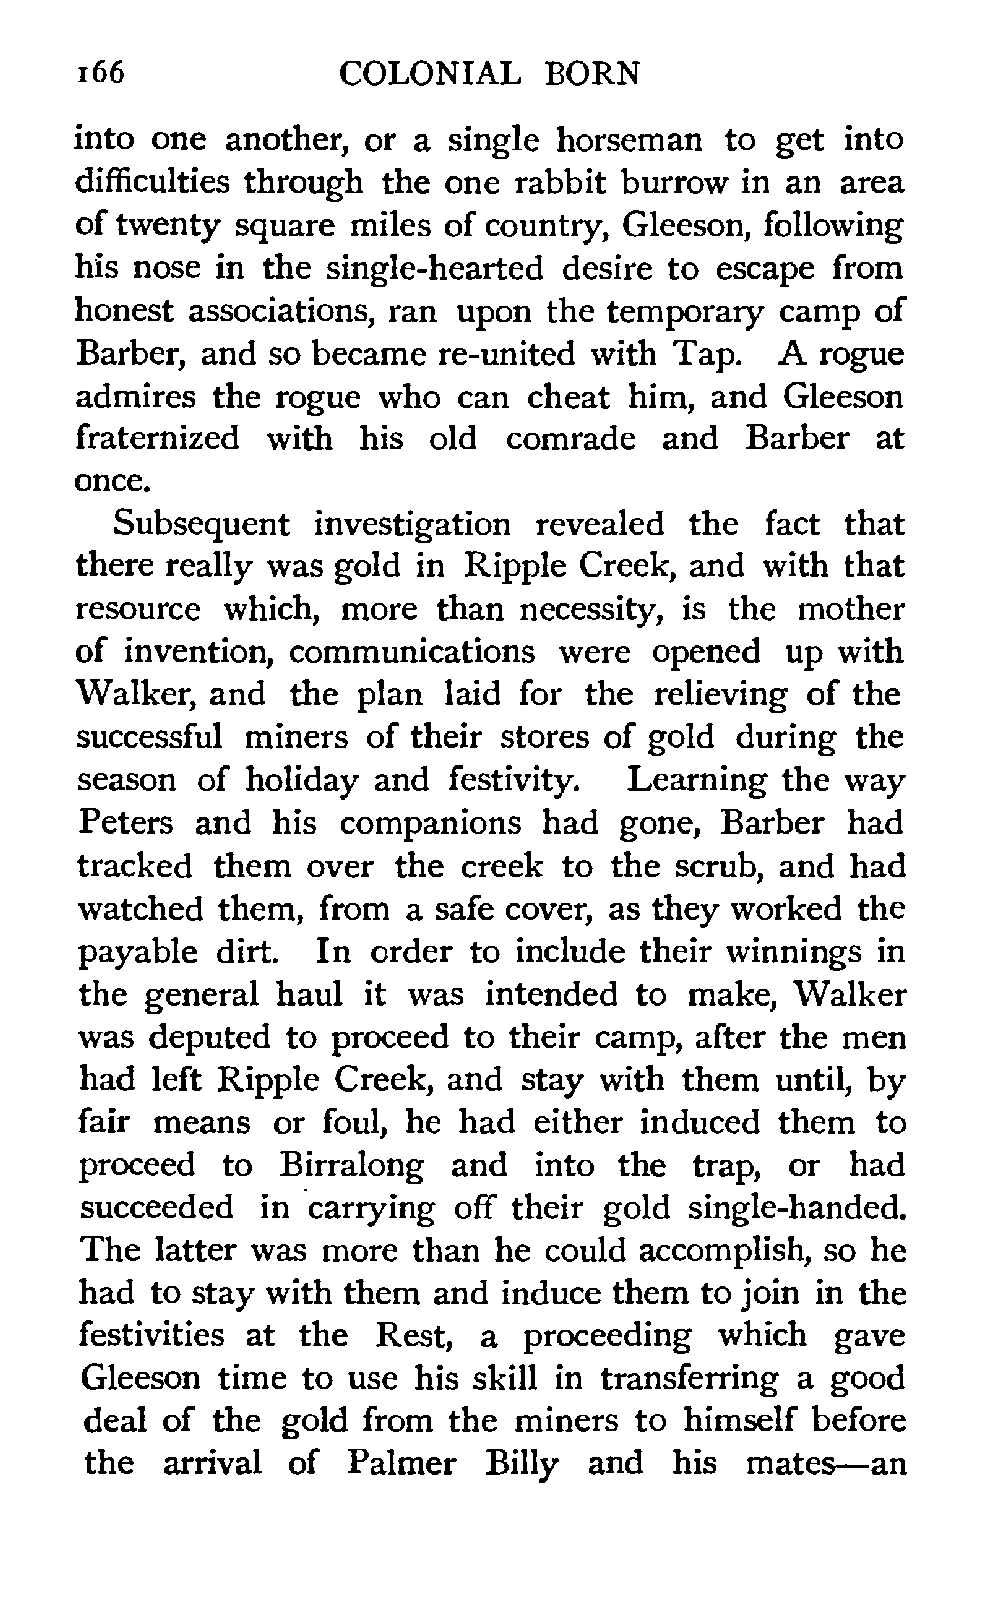 166 COLONIAL BORN
into one another, or a single horseman to get into
difficulties through the one rabbit burrow in an area
of twenty square miles of country, Gleeson, following
his nose in the single-hearted desire to escape from
honest associations, ran upon the temporary camp of
Barber, and so became re-united with Tap. A rogue
admires the rogue who can cheat him, and Gleeson
fraternized with his old comrade and Barber at
once.
Subsequent investigation revealed the fact that
there really was gold in Ripple Creek, and with that
resource which, more than necessity, is the mother
of invention, communications were opened up with
Walker, and the plan laid for the relieving of the
successful miners of their stores of gold during the
season of holiday and festivity. Learning the way
Peters and his companions had gone, Barber had
tracked them over the creek to the scrub, and had
watched them, from a safe cover, as they worked the
payable dirt. In order to include their winnings in
the general haul it was intended to make, Walker
was deputed to proceed to their camp, after the men
had left Ripple Creek, and stay with them until, by
fair means or foul, he had either induced them to
proceed to Birralong and into the trap, or had
succeeded in carrying off their gold single-handed.
The latter was more than he could accomplish, so he
had to stay with them and induce them to join in the
festivities at the Rest, a proceeding which gave
Gleeson time to use his skill in transferring a good
deal of the gold from the miners to himself before
the arrival of Palmer Billy and his mates—an